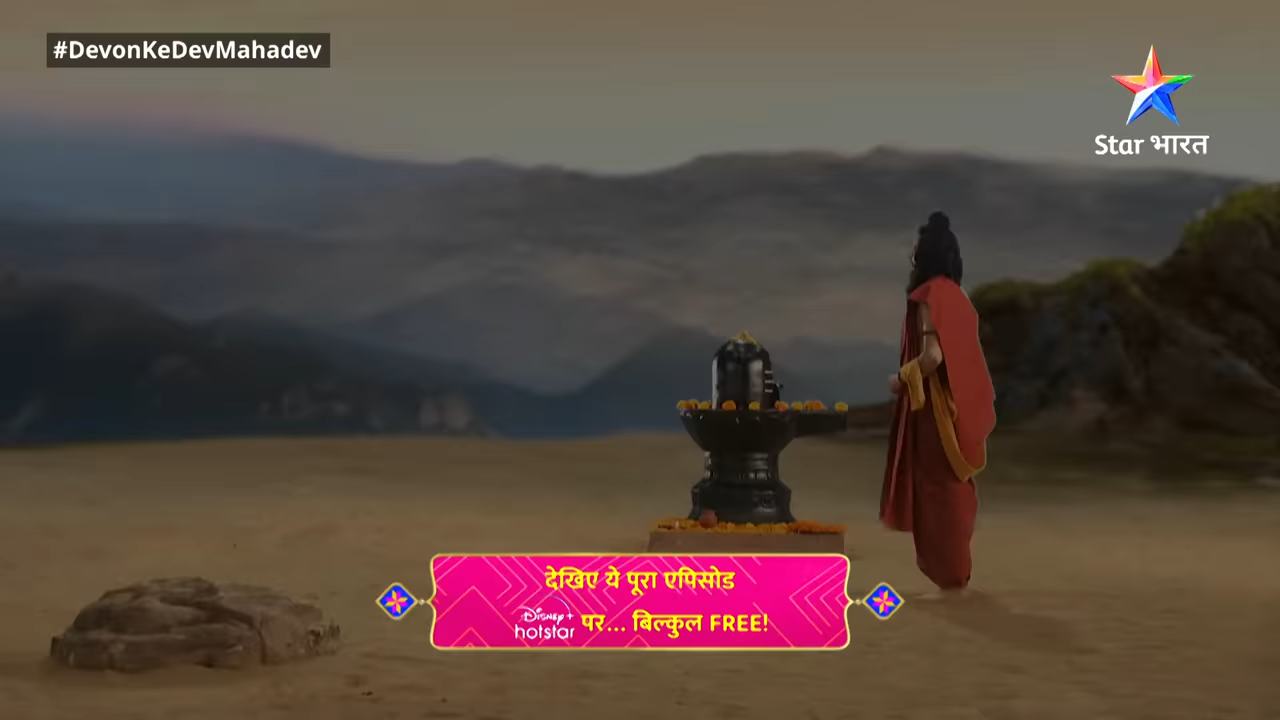 #DevonKeDevMahadev
Star भारत
देखिए ये पूरा एपिसोड
Disney+ hotstar पर... बिल्कुल FREE!